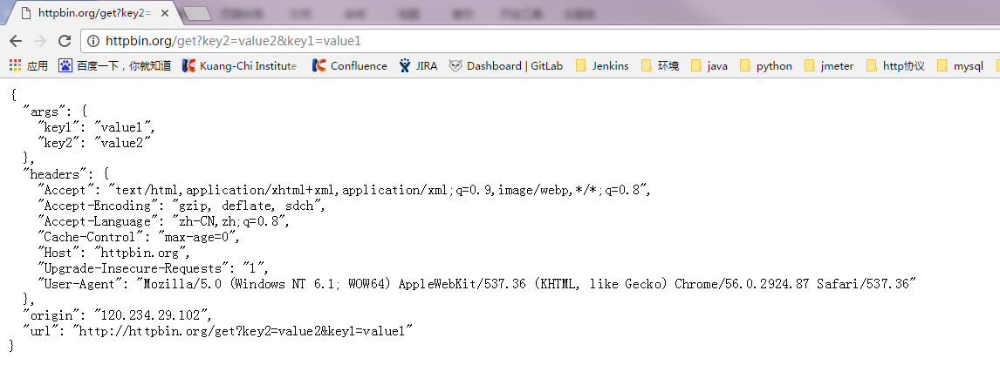 httpbin.org/get?key2=
httpbin.org/get?key2=value2&key1=value1
应用 百度一下，你就知道 Kuang-Chi Institute Confluence JIRA Dashboard | GitLab Jenkins 环境 java python jmeter http协议 mysql
{
  "args": {
    "key1": "value1",
    "key2": "value2"
  },
  "headers": {
    "Accept": "text/html,application/xhtml+xml,application/xml;q=0.9,image/webp,*/*;q=0.8",
    "Accept-Encoding": "gzip, deflate, sdch",
    "Accept-Language": "zh-CN,zh;q=0.8",
    "Cache-Control": "max-age=0",
    "Host": "httpbin.org",
    "Upgrade-Insecure-Requests": "1",
    "User-Agent": "Mozilla/5.0 (Windows NT 6.1; WOW64) AppleWebKit/537.36 (KHTML, like Gecko) Chrome/56.0.2924.87 Safari/537.36"
  },
  "origin": "120.234.29.102",
  "url": "http://httpbin.org/get?key2=value2&key1=value1"
}